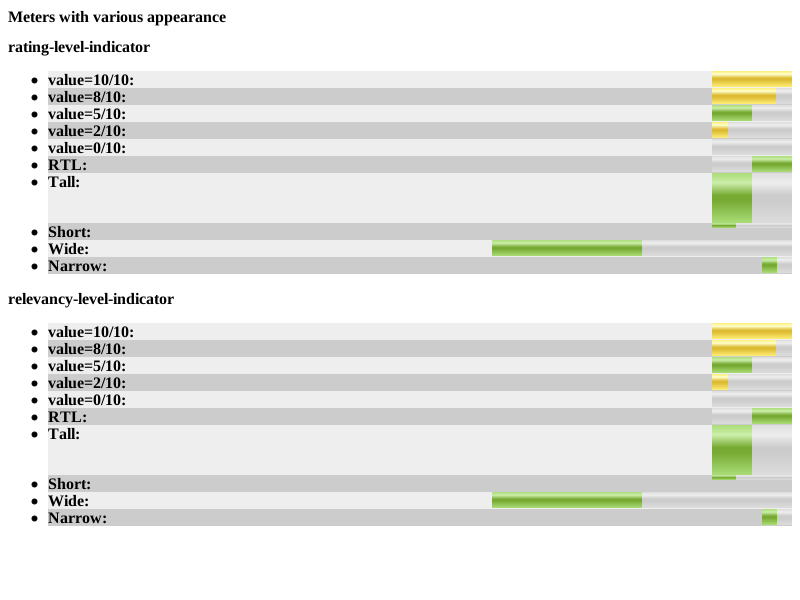 Meters with various appearance
rating-level-indicator
value=10/10:
value=8/10:
value=5/10:
value=2/10:
value=0/10:
RTL:
Tall:
Short:
Wide:
Narrow:
relevancy-level-indicator
value=10/10:
value=8/10:
value=5/10:
value=2/10:
value=0/10:
RTL:
Tall:
Short:
Wide:
Narrow: